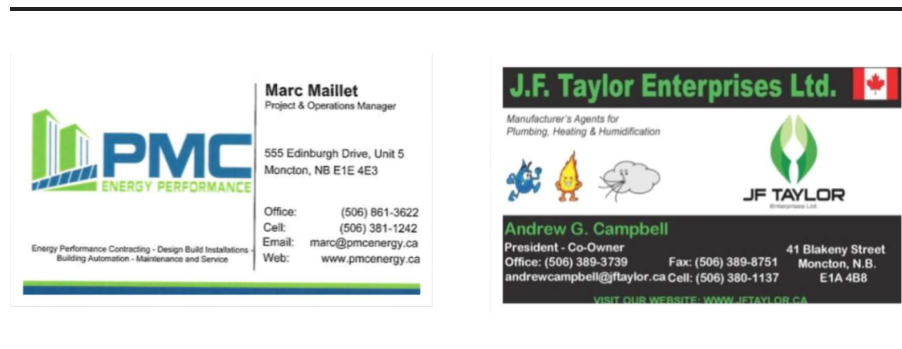 Marc Maillet
Project & Operations Manager
555 Edinburgh Drive, Unit 5
Moncton, NB E1E 4E3
PMC
ENERGY PERFORMANCE
Office: (506) 861-3622
Cell: (506) 381-1242
Email: marc@pmcenergy.ca
Web: www.pmcenergy.ca
Energy Performance Contracting - Design Build Installations -
Building Automation - Maintenance and Service
J.F. Taylor Enterprises Ltd.
Manufacturer's Agents for
Plumbing, Heating & Humidification
JF TAYLOR
Enterprises Ltd.
Andrew G. Campbell
President - Co-Owner
Office: (506) 389-3739 Fax: (506) 389-8751
andrewcampbell@jftaylor.ca Cell: (506) 380-1137
41 Blakeny Street
Moncton, N.B.
E1A 4B8
VISIT OUR WEBSITE: WWW.JFTAYLOR.CA